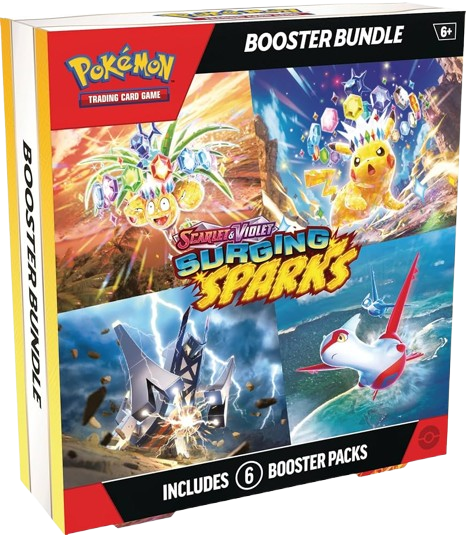 BOOSTER BUNDLE
6+
POKÉMON
TRADING CARD GAME
SCARLET & VIOLET
SURGING
SPARKS
BOOSTER BUNDLE
INCLUDES 6 BOOSTER PACKS